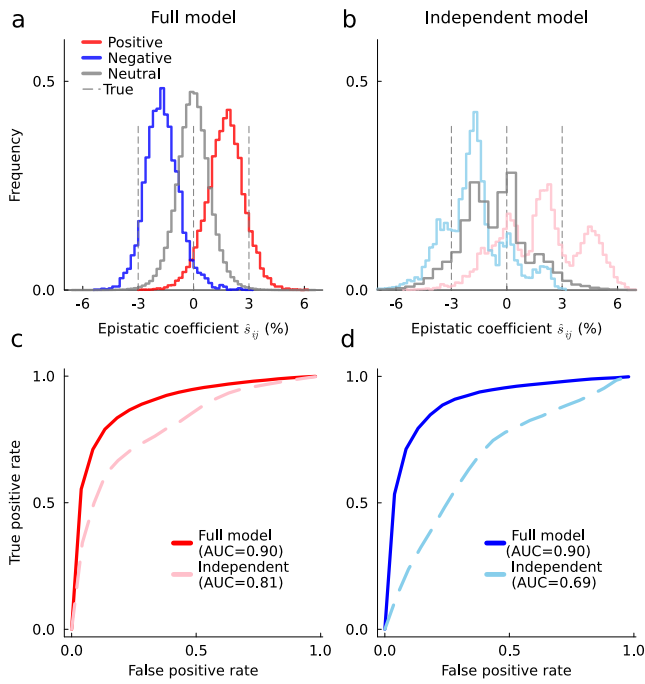 a Full model
b Independent model
Positive
Negative
Neutral
True
Frequency
0.5
0.0
-6 -3 0 3 6
Epistatic coefficient ŝij (%)
0.5
0.0
-6 -3 0 3 6
Epistatic coefficient ŝij (%)
c
True positive rate
1.0
0.5
0.0
Full model
(AUC=0.90)
Independent
(AUC=0.81)
0.0 0.5 1.0
False positive rate
d
1.0
0.5
0.0
Full model
(AUC=0.90)
Independent
(AUC=0.69)
0.0 0.5 1.0
False positive rate